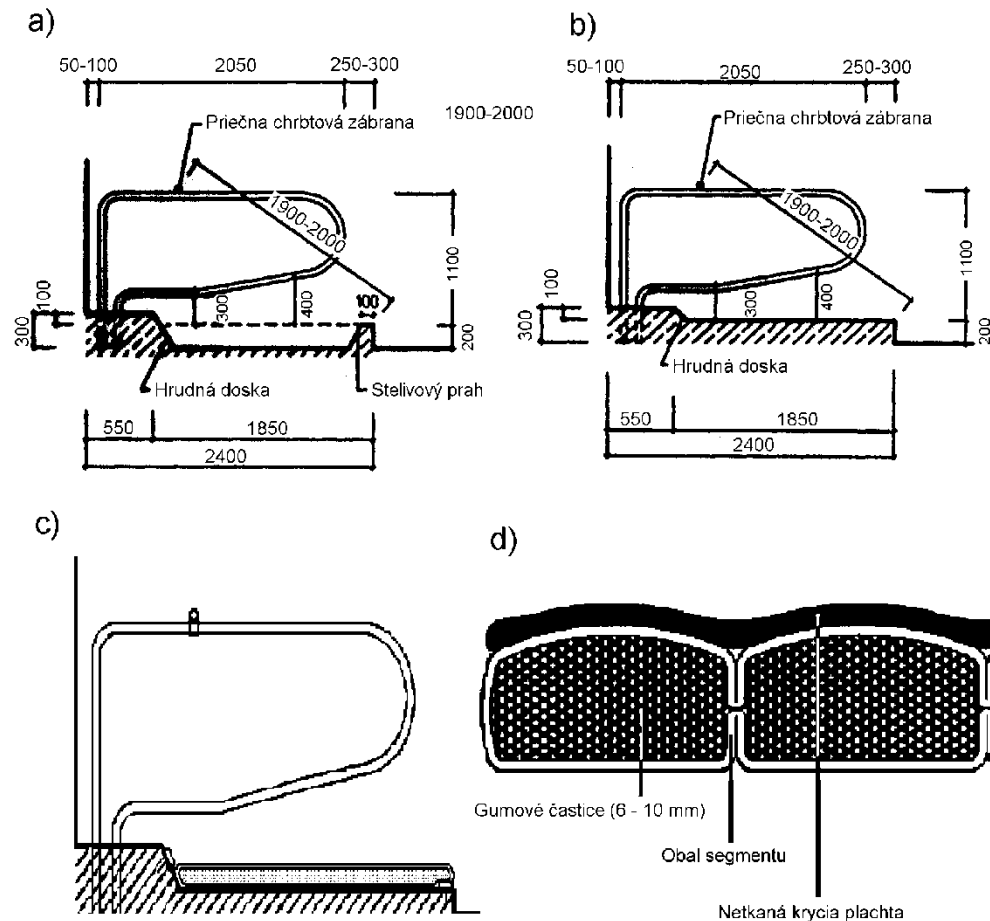 a)
50-100 2050 250-300
1900-2000
Priečna chrbtová zábrana
1900-2000
1100
100
300
300
400
100
200
Hrudná doska
Stelivový prah
550 1850
2400
b)
50-100 2050 250-300
Priečna chrbtová zábrana
1900-2000
1100
100
300
300
400
200
Hrudná doska
550 1850
2400
c)
d)
Gumové častice (6 - 10 mm)
Obal segmentu
Netkaná krycia plachta